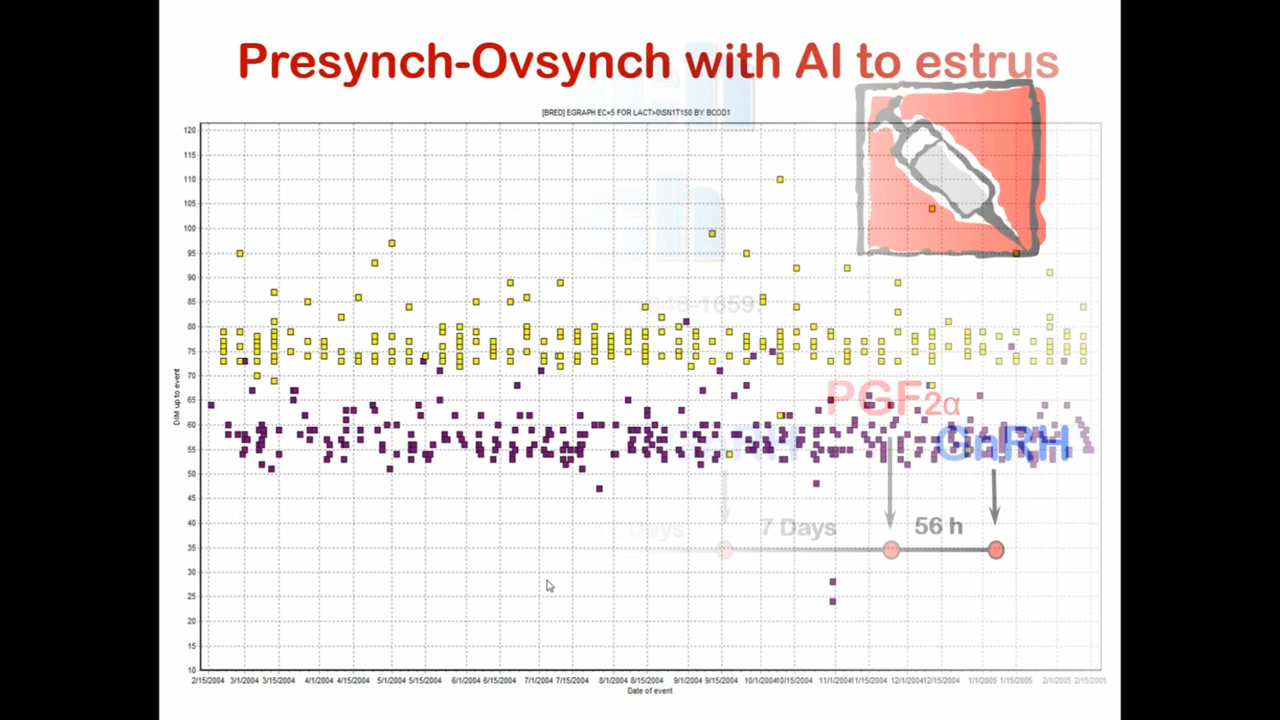 Presynch-Ovsynch with AI to estrus
[BRED] EGRAPH EC=5 FOR LACT>0\SN1T150 BY BCOD1
120
115
110
105
100
95
90
85
80
75
70
65
60
55
50
45
40
35
30
25
20
15
10
DIM up to event
PGF2α
GnRH
Days
7 Days
56 h
2/15/2004 3/1/2004 3/15/2004 4/1/2004 4/15/2004 5/1/2004 5/15/2004 6/1/2004 6/15/2004 7/1/2004 7/15/2004 8/1/2004 8/15/2004 9/1/2004 9/15/2004 10/1/2004 10/15/2004 11/1/2004 11/15/2004 12/1/2004 12/15/2004 1/1/2005 1/15/2005 2/1/2005 2/15/2005
Date of event